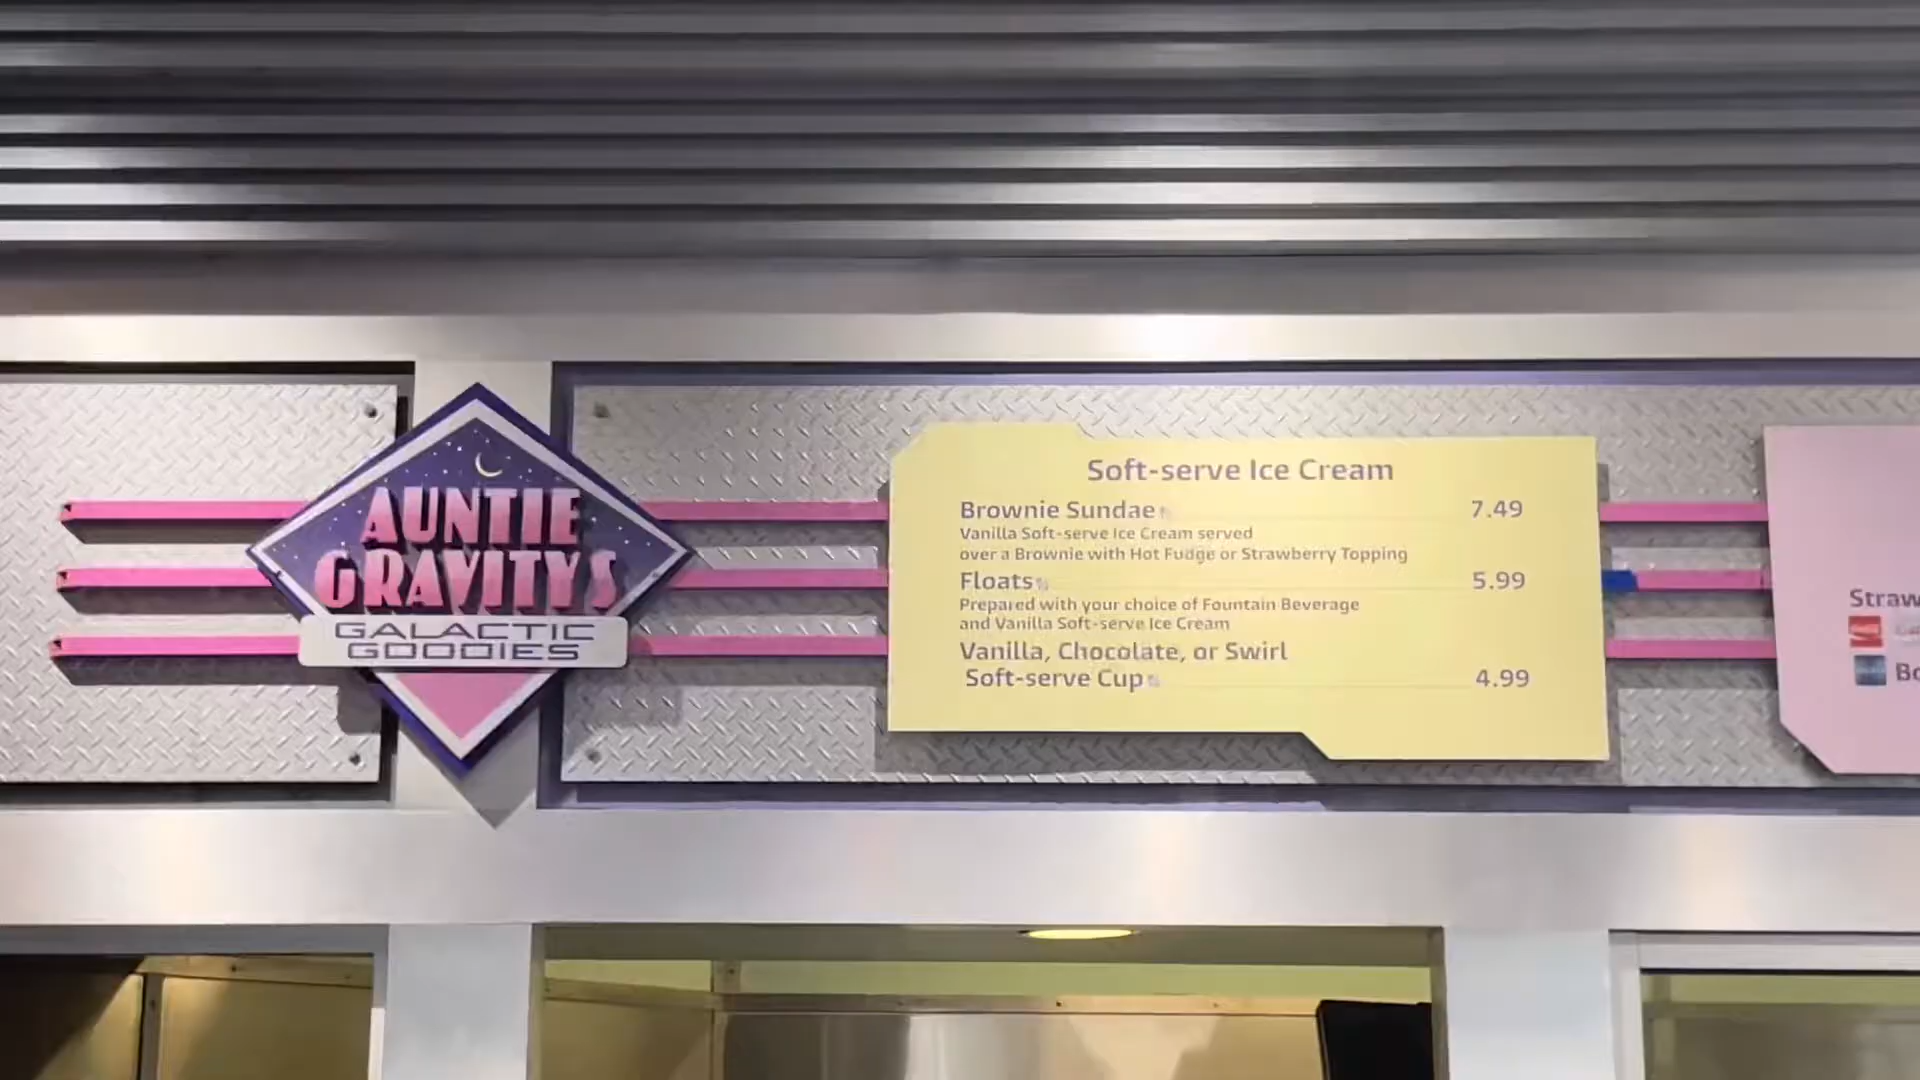 AUNTIE
GRAVITY'S
GALACTIC
GOODIES
Soft-serve Ice Cream
Brownie Sundae 7.49
Vanilla Soft-serve Ice Cream served
over a Brownie with Hot Fudge or Strawberry Topping
Floats 5.99
Prepared with your choice of Fountain Beverage
and Vanilla Soft-serve Ice Cream
Vanilla, Chocolate, or Swirl
Soft-serve Cup 4.99
Straw
Bo